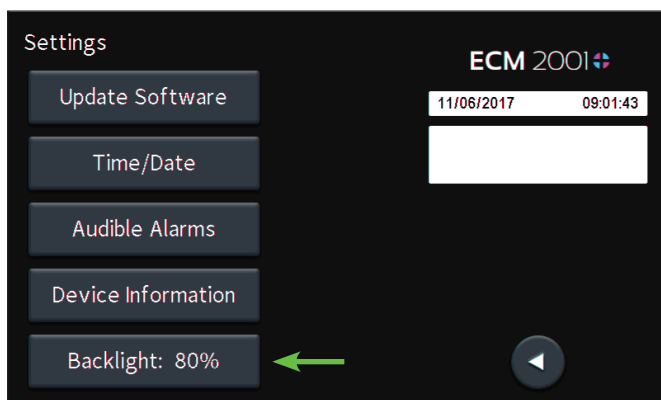 Settings
ECM 2001
Update Software
11/06/2017 09:01:43
Time/Date
Audible Alarms
Device Information
Backlight: 80%